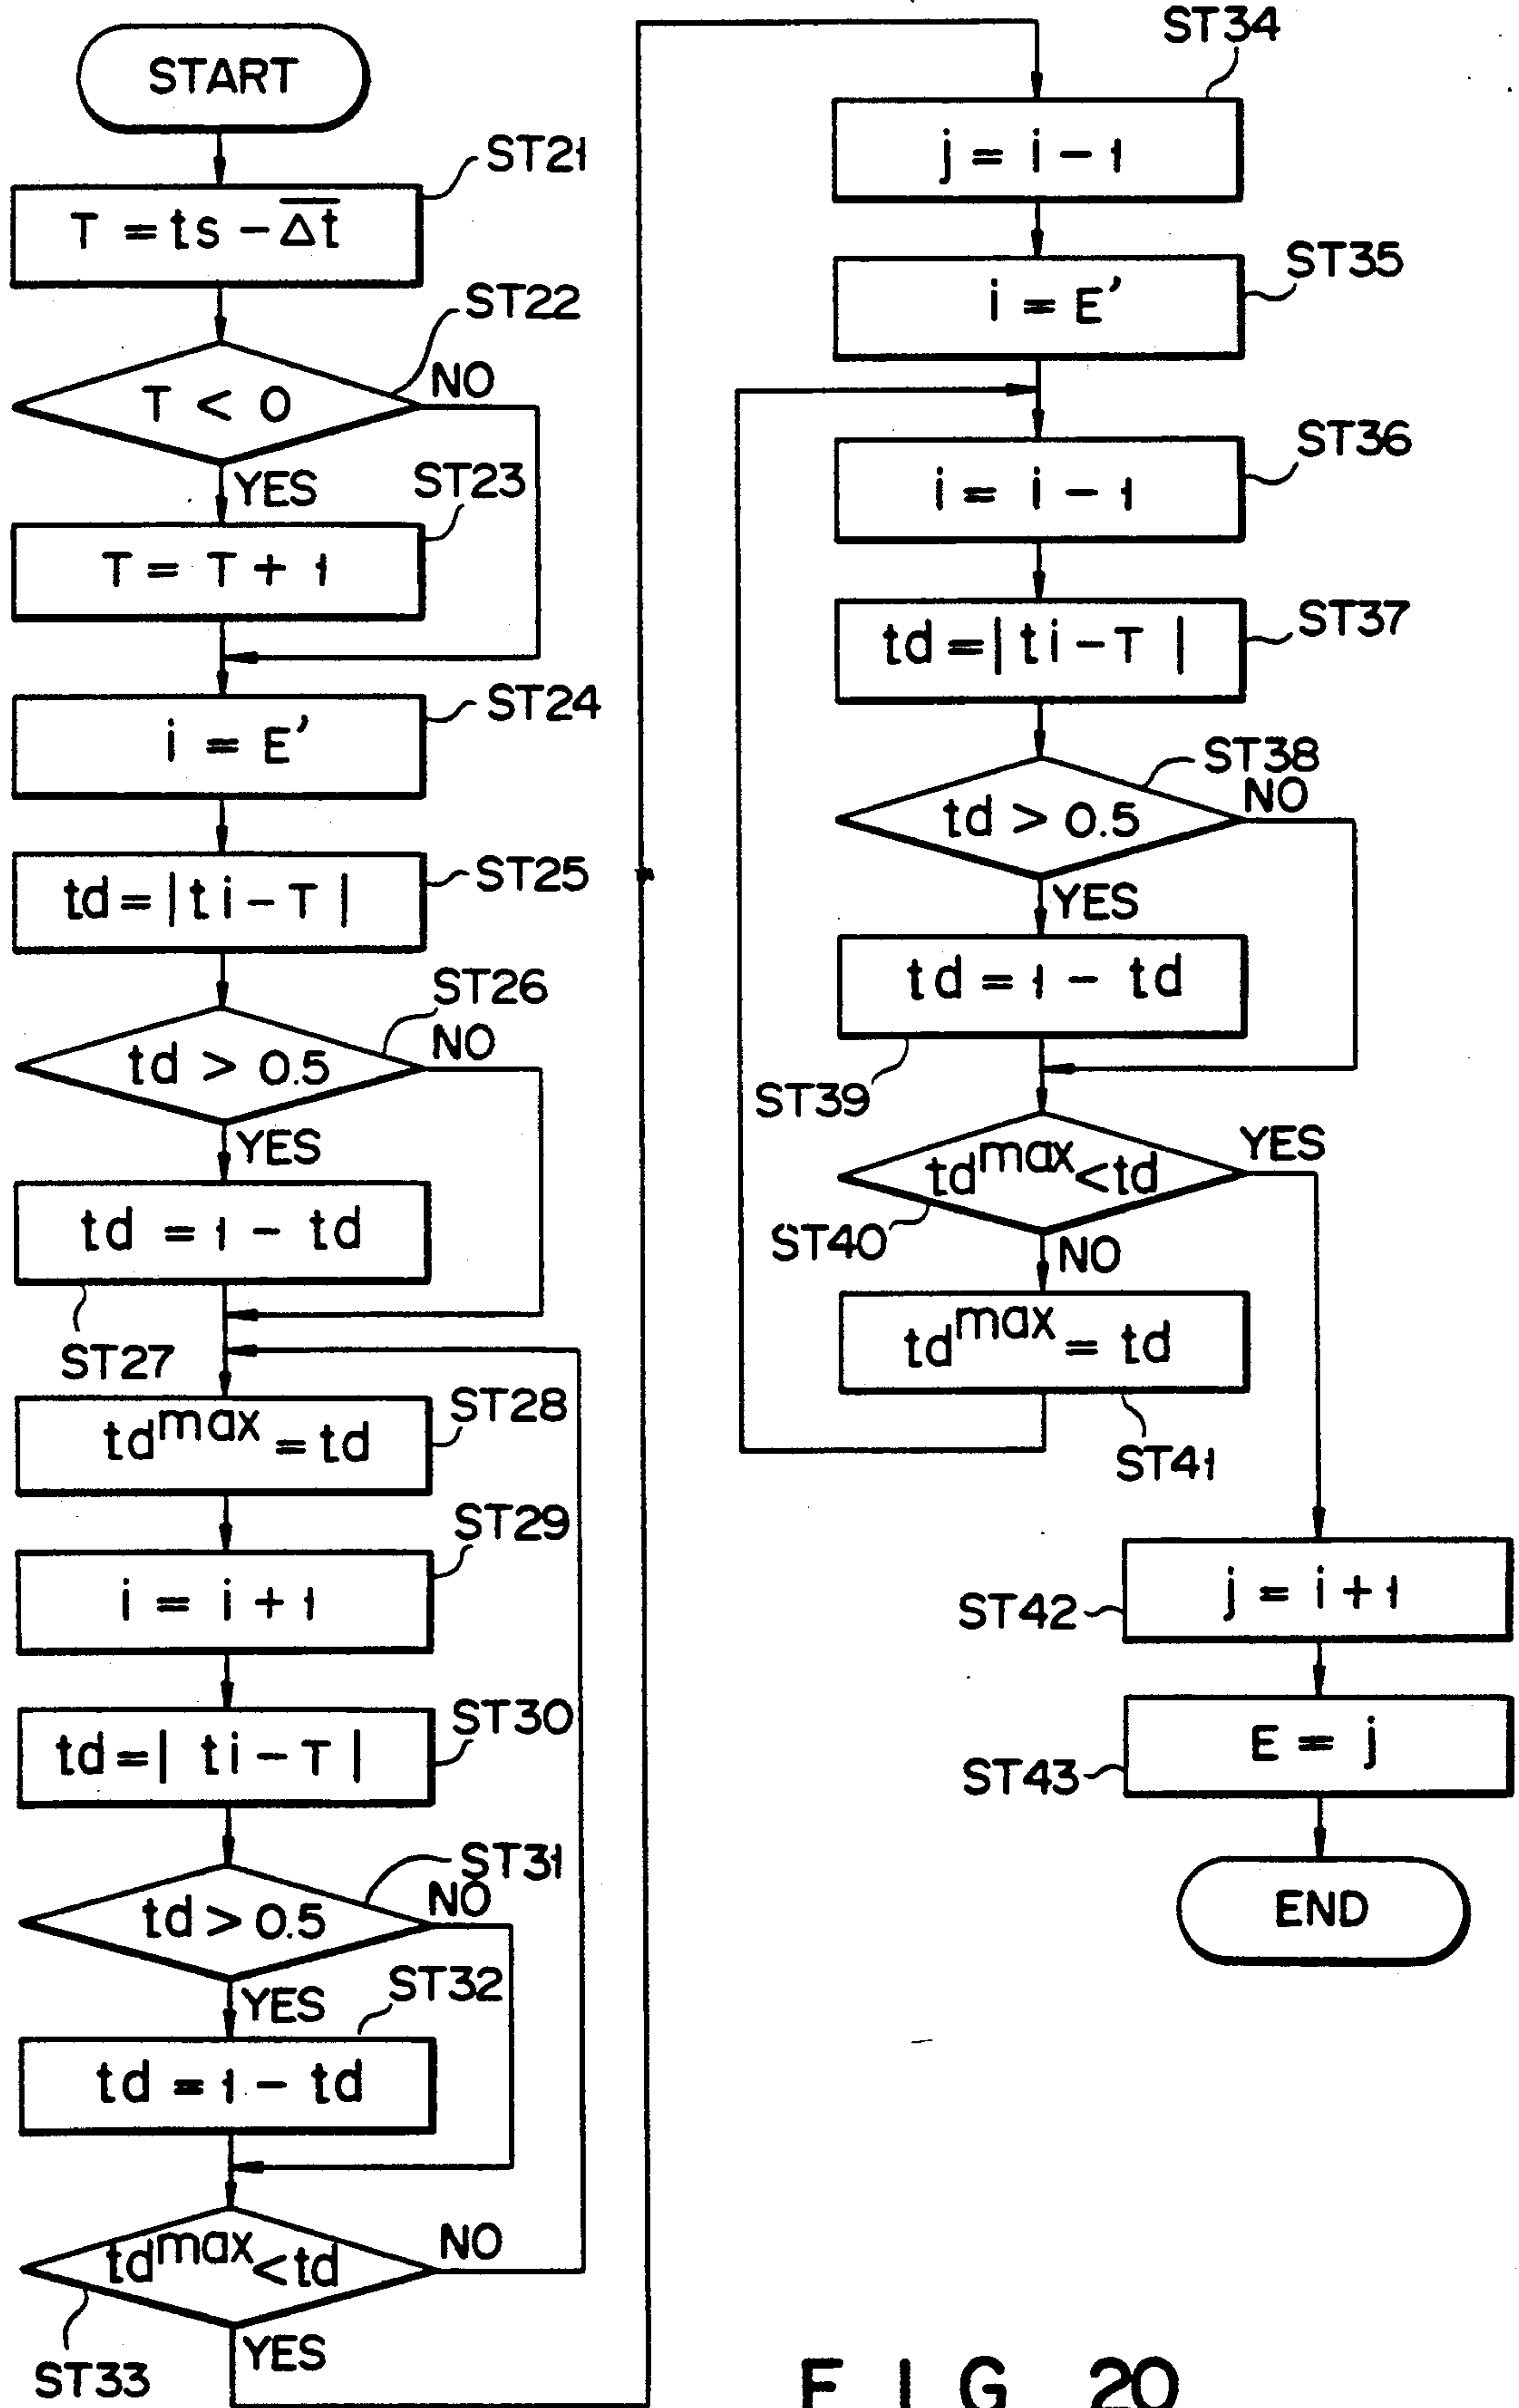 START
ST21
T = ts - Δt̅
ST22
T < 0
NO
YES
ST23
T = T + 1
ST24
i = E'
ST25
td = | ti - T |
ST26
td > 0.5
NO
YES
td = 1 - td
ST27
td^max = td
ST28
ST29
i = i + 1
ST30
td = | ti - T |
ST31
td > 0.5
NO
YES
ST32
td = 1 - td
td^max < td
NO
ST33
YES
ST34
j = i - 1
ST35
i = E'
ST36
i = i - 1
ST37
td = | ti - T |
ST38
td > 0.5
NO
YES
td = 1 - td
ST39
td^max < td
YES
ST40
NO
td^max = td
ST41
j = i + 1
ST42
E = j
ST43
END
FIG 20